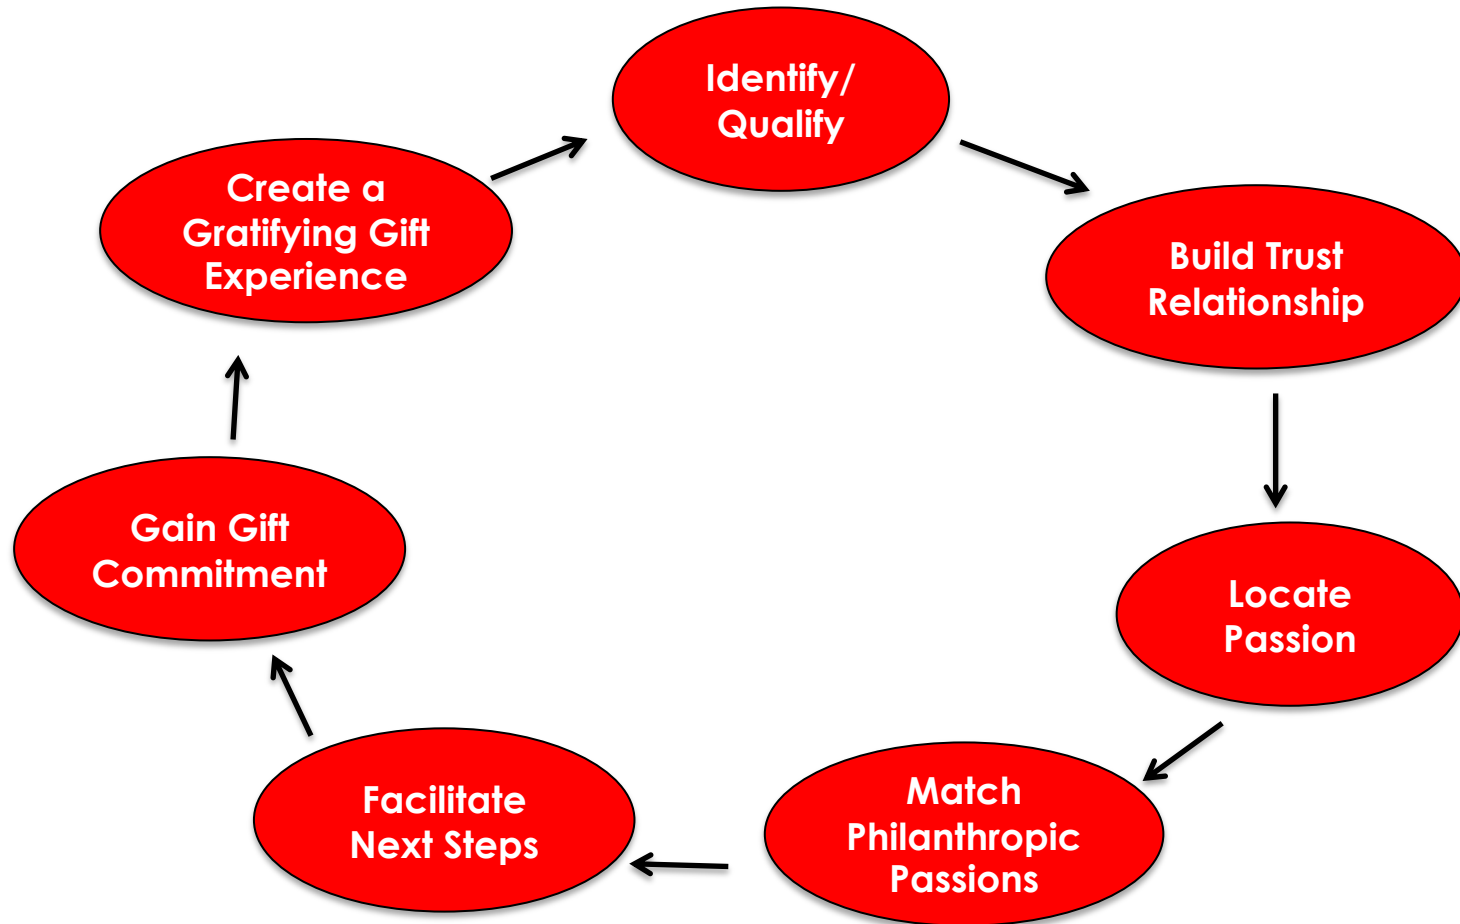 Identify/
Qualify
Build Trust
Relationship
Locate
Passion
Match
Philanthropic
Passions
Facilitate
Next Steps
Gain Gift
Commitment
Create a
Gratifying Gift
Experience